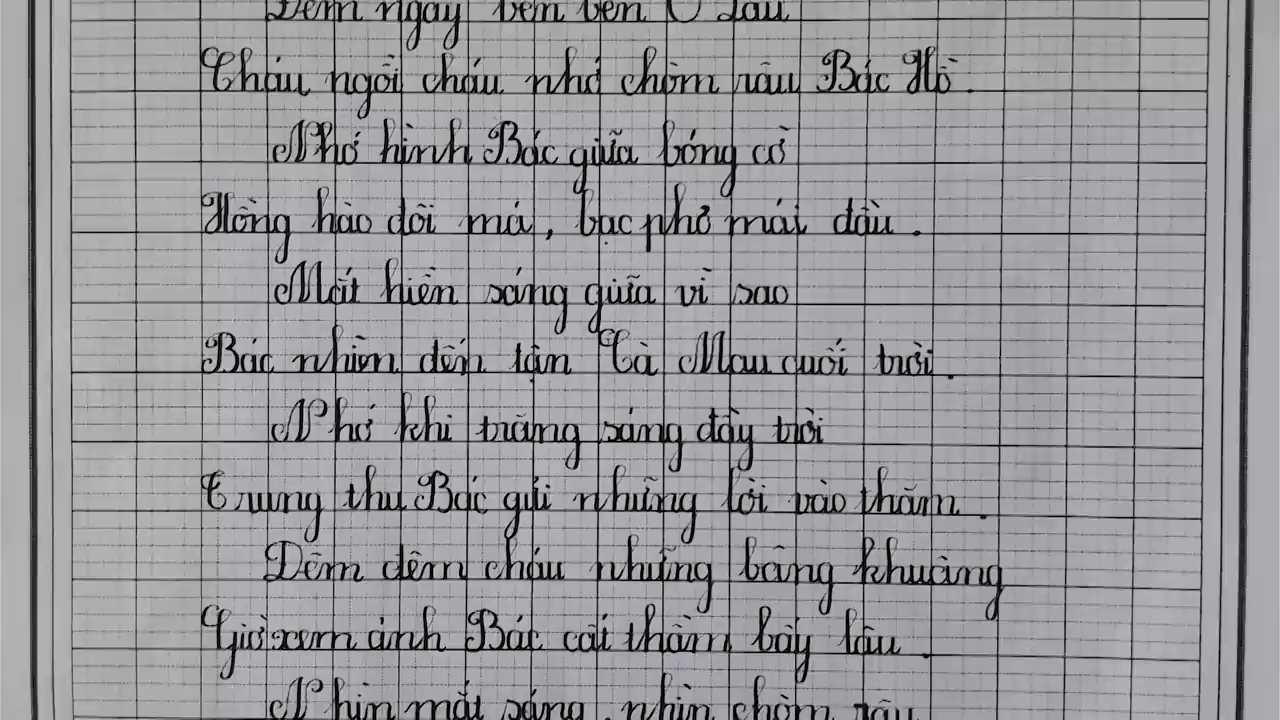 Đêm ngày bên bến Ô Lâu
Cháu ngồi cháu nhớ chòm râu Bác Hồ.
Nhớ hình Bác giữa bóng cờ
Hồng hào đôi má, bạc phơ mái đầu.
Mắt hiền sáng giữa vì sao
Bác nhìn đến tận Cà Mau cuối trời.
Nhớ khi trăng sáng đầy trời
Trung thu Bác gửi những lời vào thăm.
Đêm đêm cháu những bâng khuâng
Giở xem ảnh Bác cất thầm bấy lâu.
Nhìn mắt sáng, nhìn chòm râu